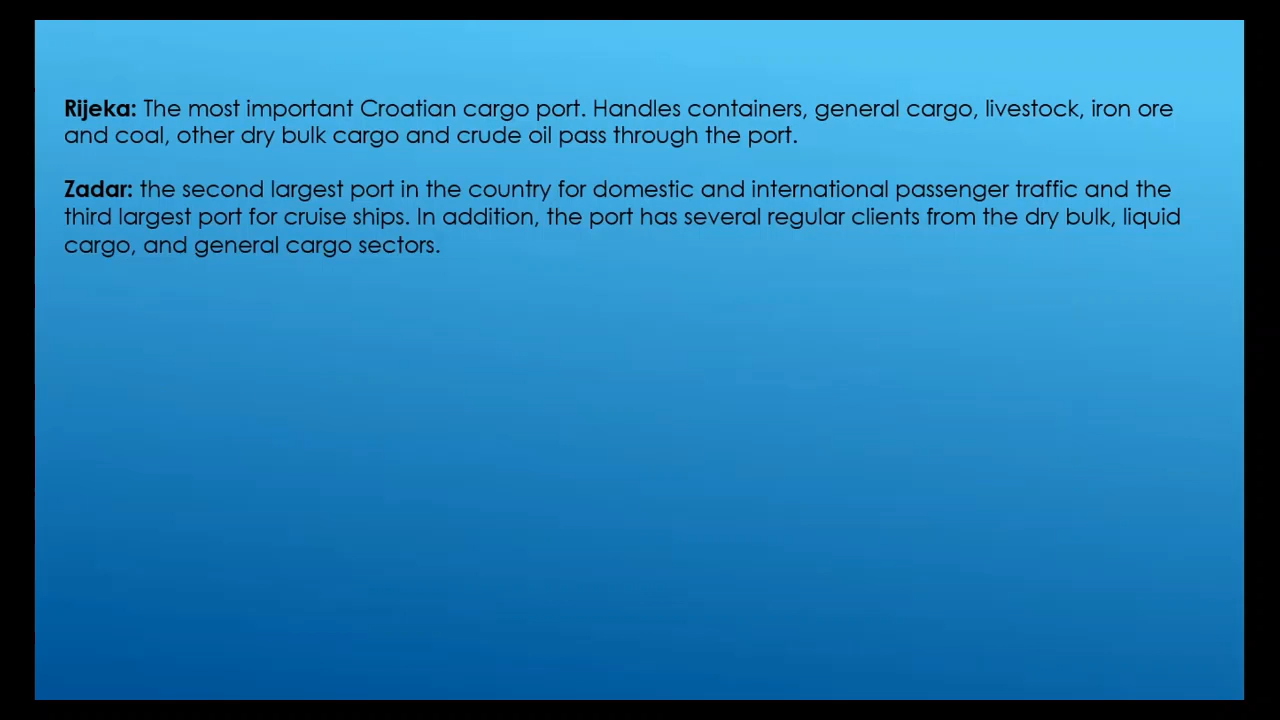 Rijeka: The most important Croatian cargo port. Handles containers, general cargo, livestock, iron ore
and coal, other dry bulk cargo and crude oil pass through the port.
Zadar: the second largest port in the country for domestic and international passenger traffic and the
third largest port for cruise ships. In addition, the port has several regular clients from the dry bulk, liquid
cargo, and general cargo sectors.